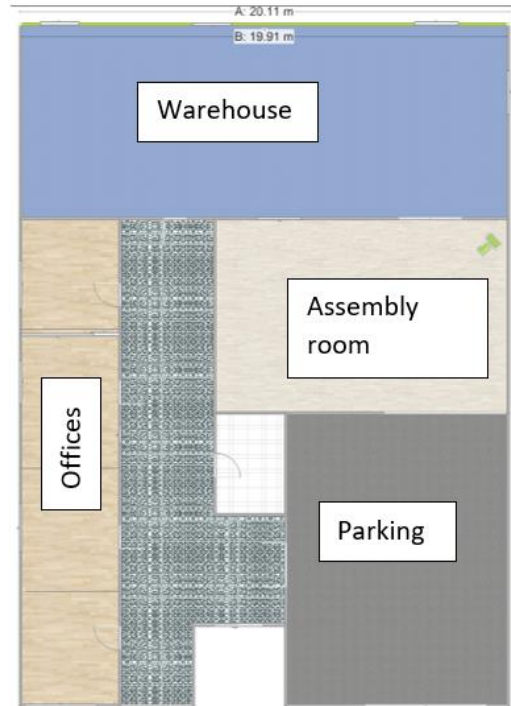 A: 20.11 m
B: 19.91 m
Warehouse
Assembly
room
Offices
Parking